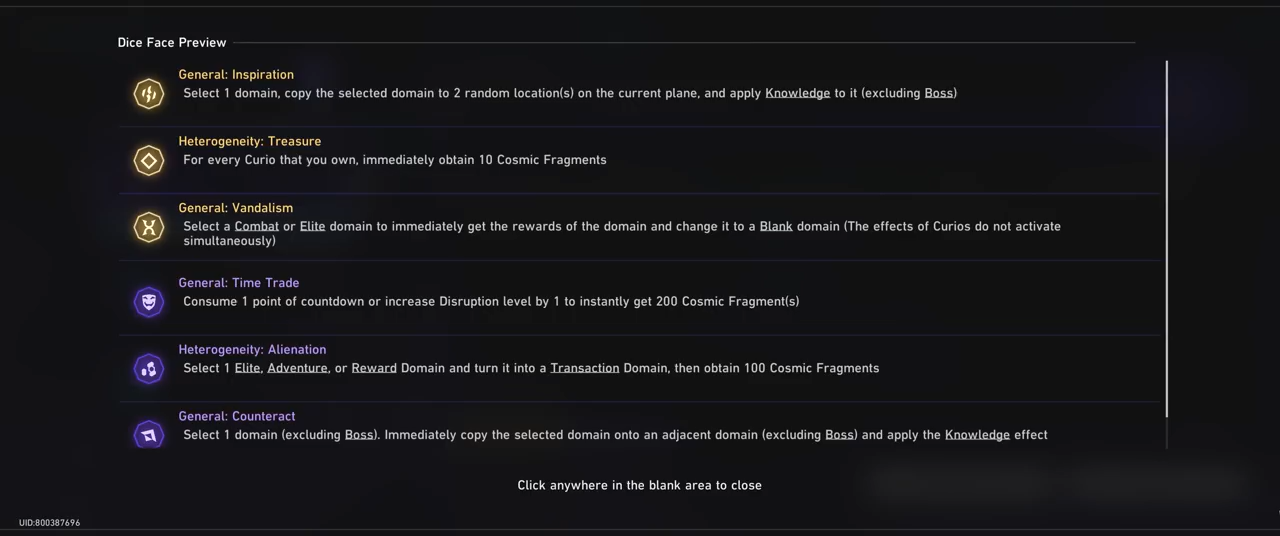 Dice Face Preview
General: Inspiration
Select 1 domain, copy the selected domain to 2 random location(s) on the current plane, and apply Knowledge to it (excluding Boss)
Heterogeneity: Treasure
For every Curio that you own, immediately obtain 10 Cosmic Fragments
General: Vandalism
Select a Combat or Elite domain to immediately get the rewards of the domain and change it to a Blank domain (The effects of Curios do not activate
simultaneously)
General: Time Trade
Consume 1 point of countdown or increase Disruption level by 1 to instantly get 200 Cosmic Fragment(s)
Heterogeneity: Alienation
Select 1 Elite, Adventure, or Reward Domain and turn it into a Transaction Domain, then obtain 100 Cosmic Fragments
General: Counteract
Select 1 domain (excluding Boss). Immediately copy the selected domain onto an adjacent domain (excluding Boss) and apply the Knowledge effect
Click anywhere in the blank area to close
UID:800387696